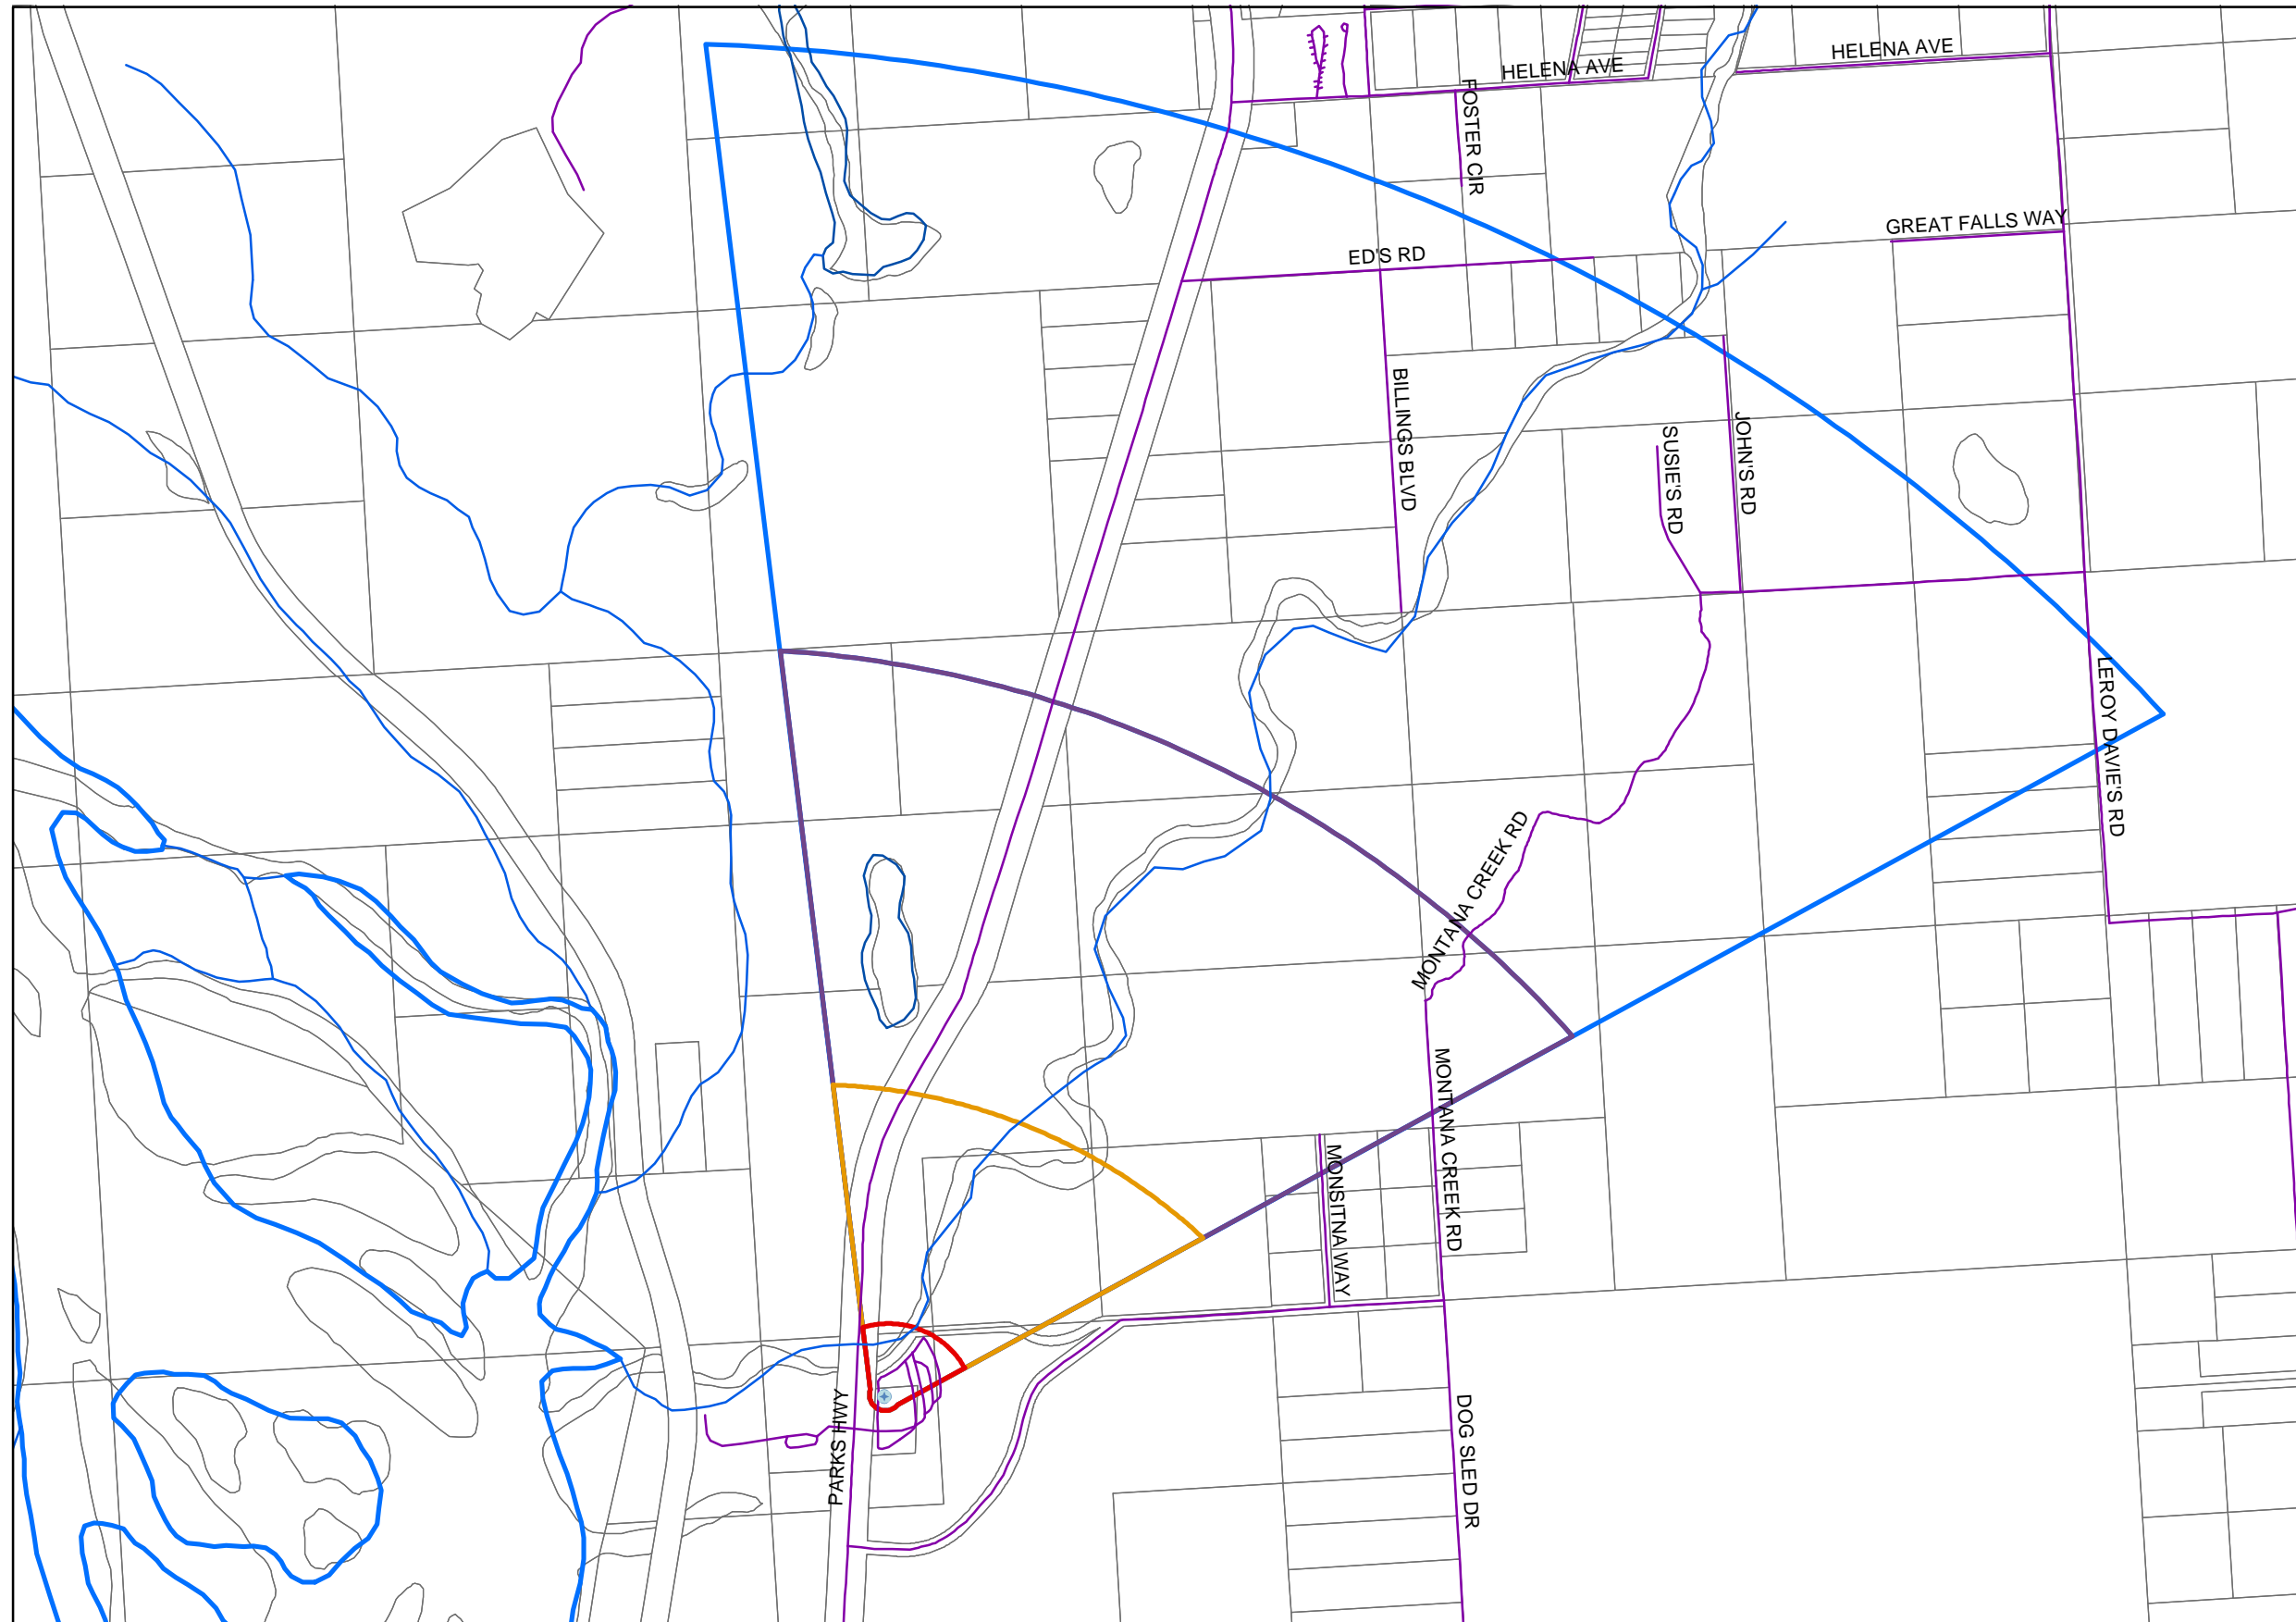 HELENA AVE
HELENA AVE
FOSTER CIR
GREAT FALLS WAY
ED'S RD
BILLINGS BLVD
SUSIE'S RD
JOHN'S RD
LEROY DAVIE'S RD
MONTANA CREEK RD
MONTANA CREEK RD
MONSITNA WAY
PARKS HWY
DOG SLED DR